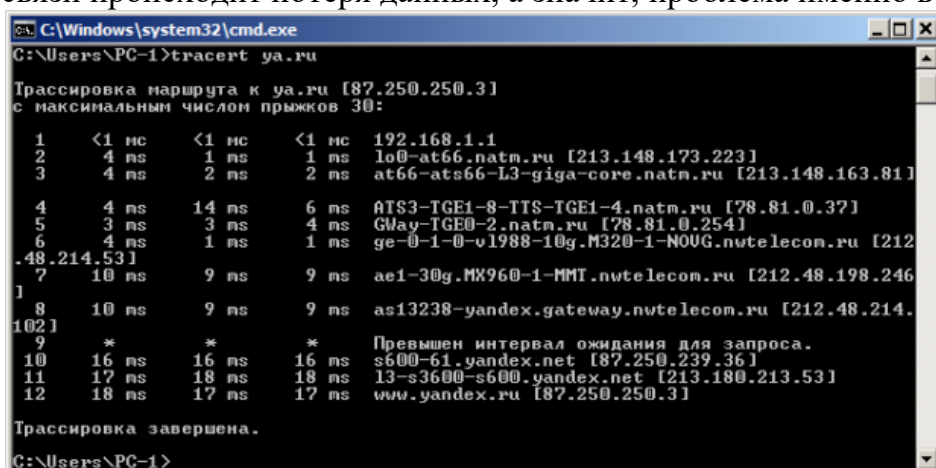 связи происходит потеря данных, а значит, проблема именно в
C:\Windows\system32\cmd.exe
C:\Users\PC-1>tracert ya.ru
Трассировка маршрута к ya.ru [87.250.250.3]
с максимальным числом прыжков 30:
1 <1 мс <1 мс <1 мс 192.168.1.1
2 4 ms 1 ms 1 ms lo0-at66.natm.ru [213.148.173.223]
3 4 ms 2 ms 2 ms at66-ats66-L3-giga-core.natm.ru [213.148.163.81]
4 4 ms 14 ms 6 ms ATS3-TGE1-8-TTS-TGE1-4.natm.ru [78.81.0.37]
5 3 ms 3 ms 4 ms GWay-TGE0-2.natm.ru [78.81.0.254]
6 4 ms 1 ms 1 ms ge-0-1-0-v1988-10g.M320-1-NOVG.nwtelecom.ru [212
.48.214.53]
7 10 ms 9 ms 9 ms ae1-30g.MX960-1-MMT.nwtelecom.ru [212.48.198.246
]
8 10 ms 9 ms 9 ms as13238-yandex.gateway.nwtelecom.ru [212.48.214.
102]
9 * * * Превышен интервал ожидания для запроса.
10 16 ms 16 ms 16 ms s600-61.yandex.net [87.250.239.36]
11 17 ms 18 ms 18 ms l3-s3600-s600.yandex.net [213.180.213.53]
12 18 ms 17 ms 17 ms www.yandex.ru [87.250.250.3]
Трассировка завершена.
C:\Users\PC-1>